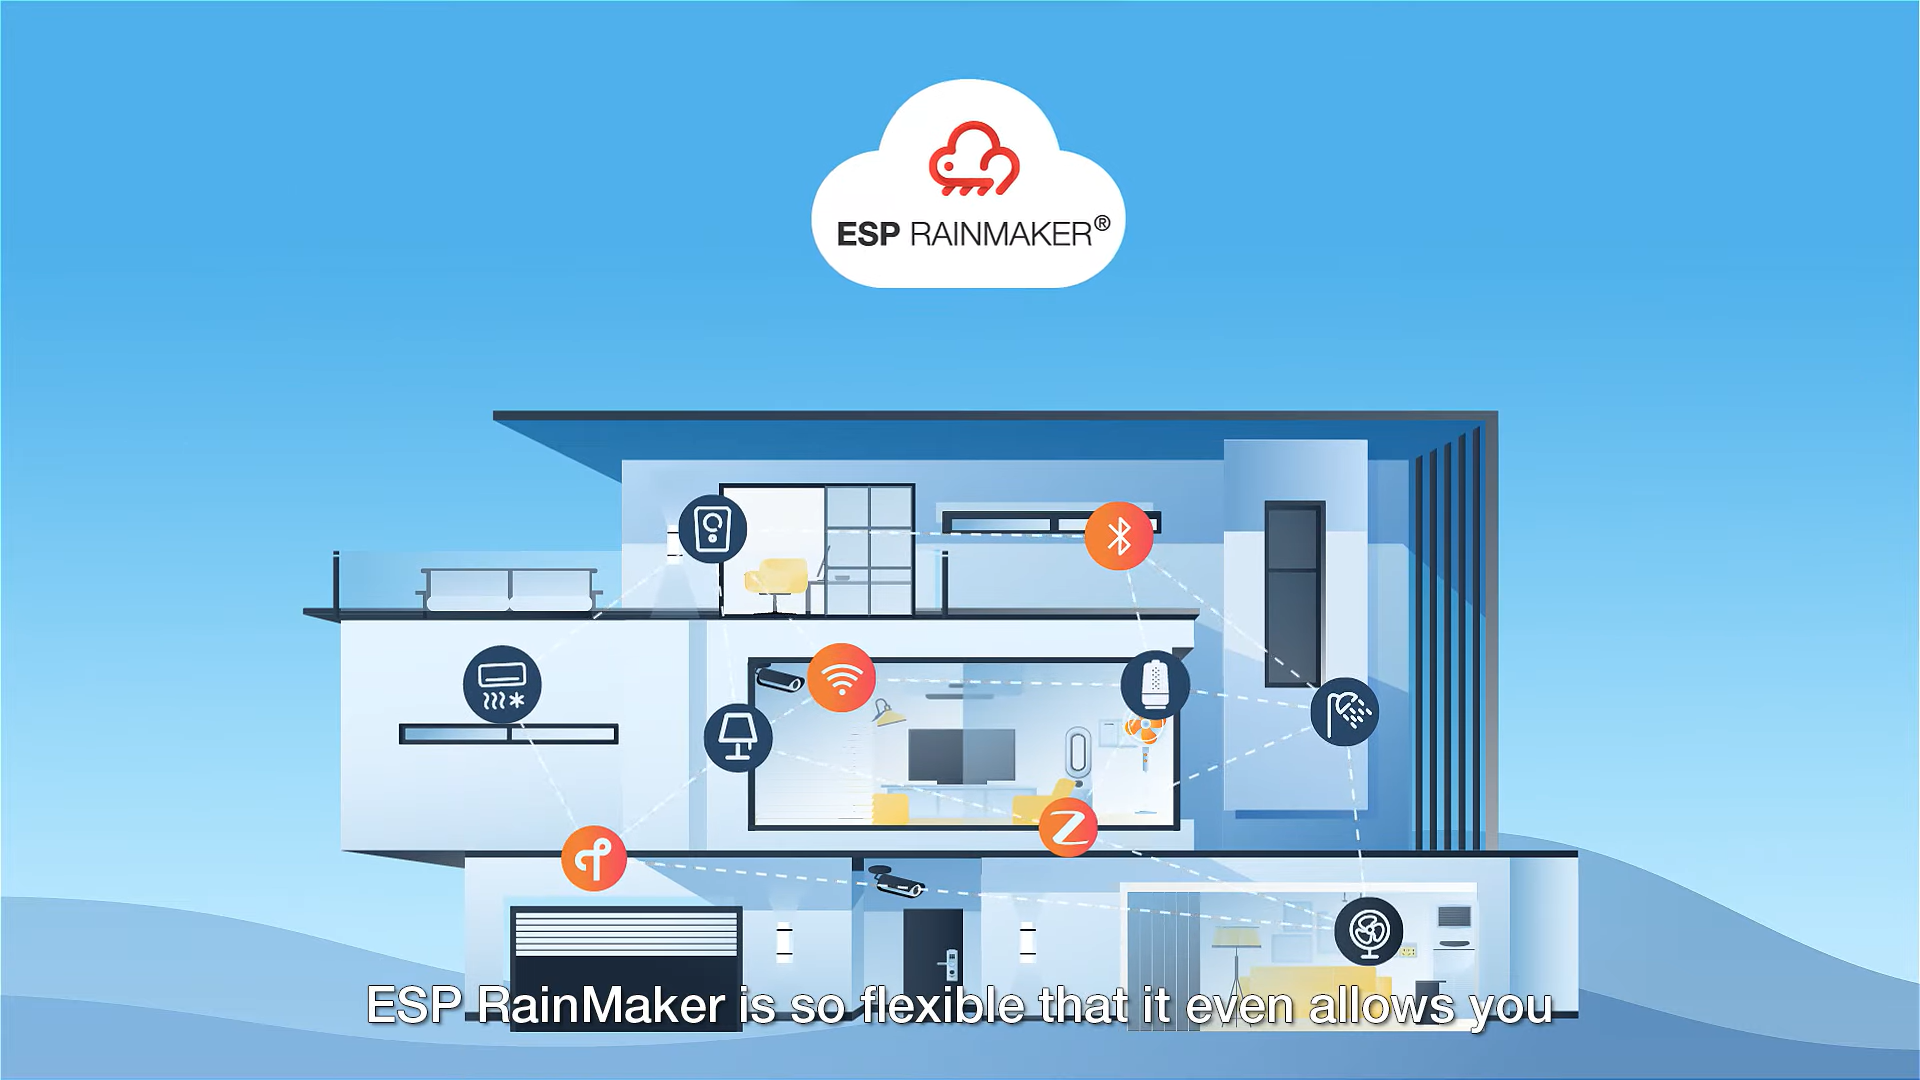 ESP RAINMAKER®
ESP RainMaker is so flexible that it even allows you